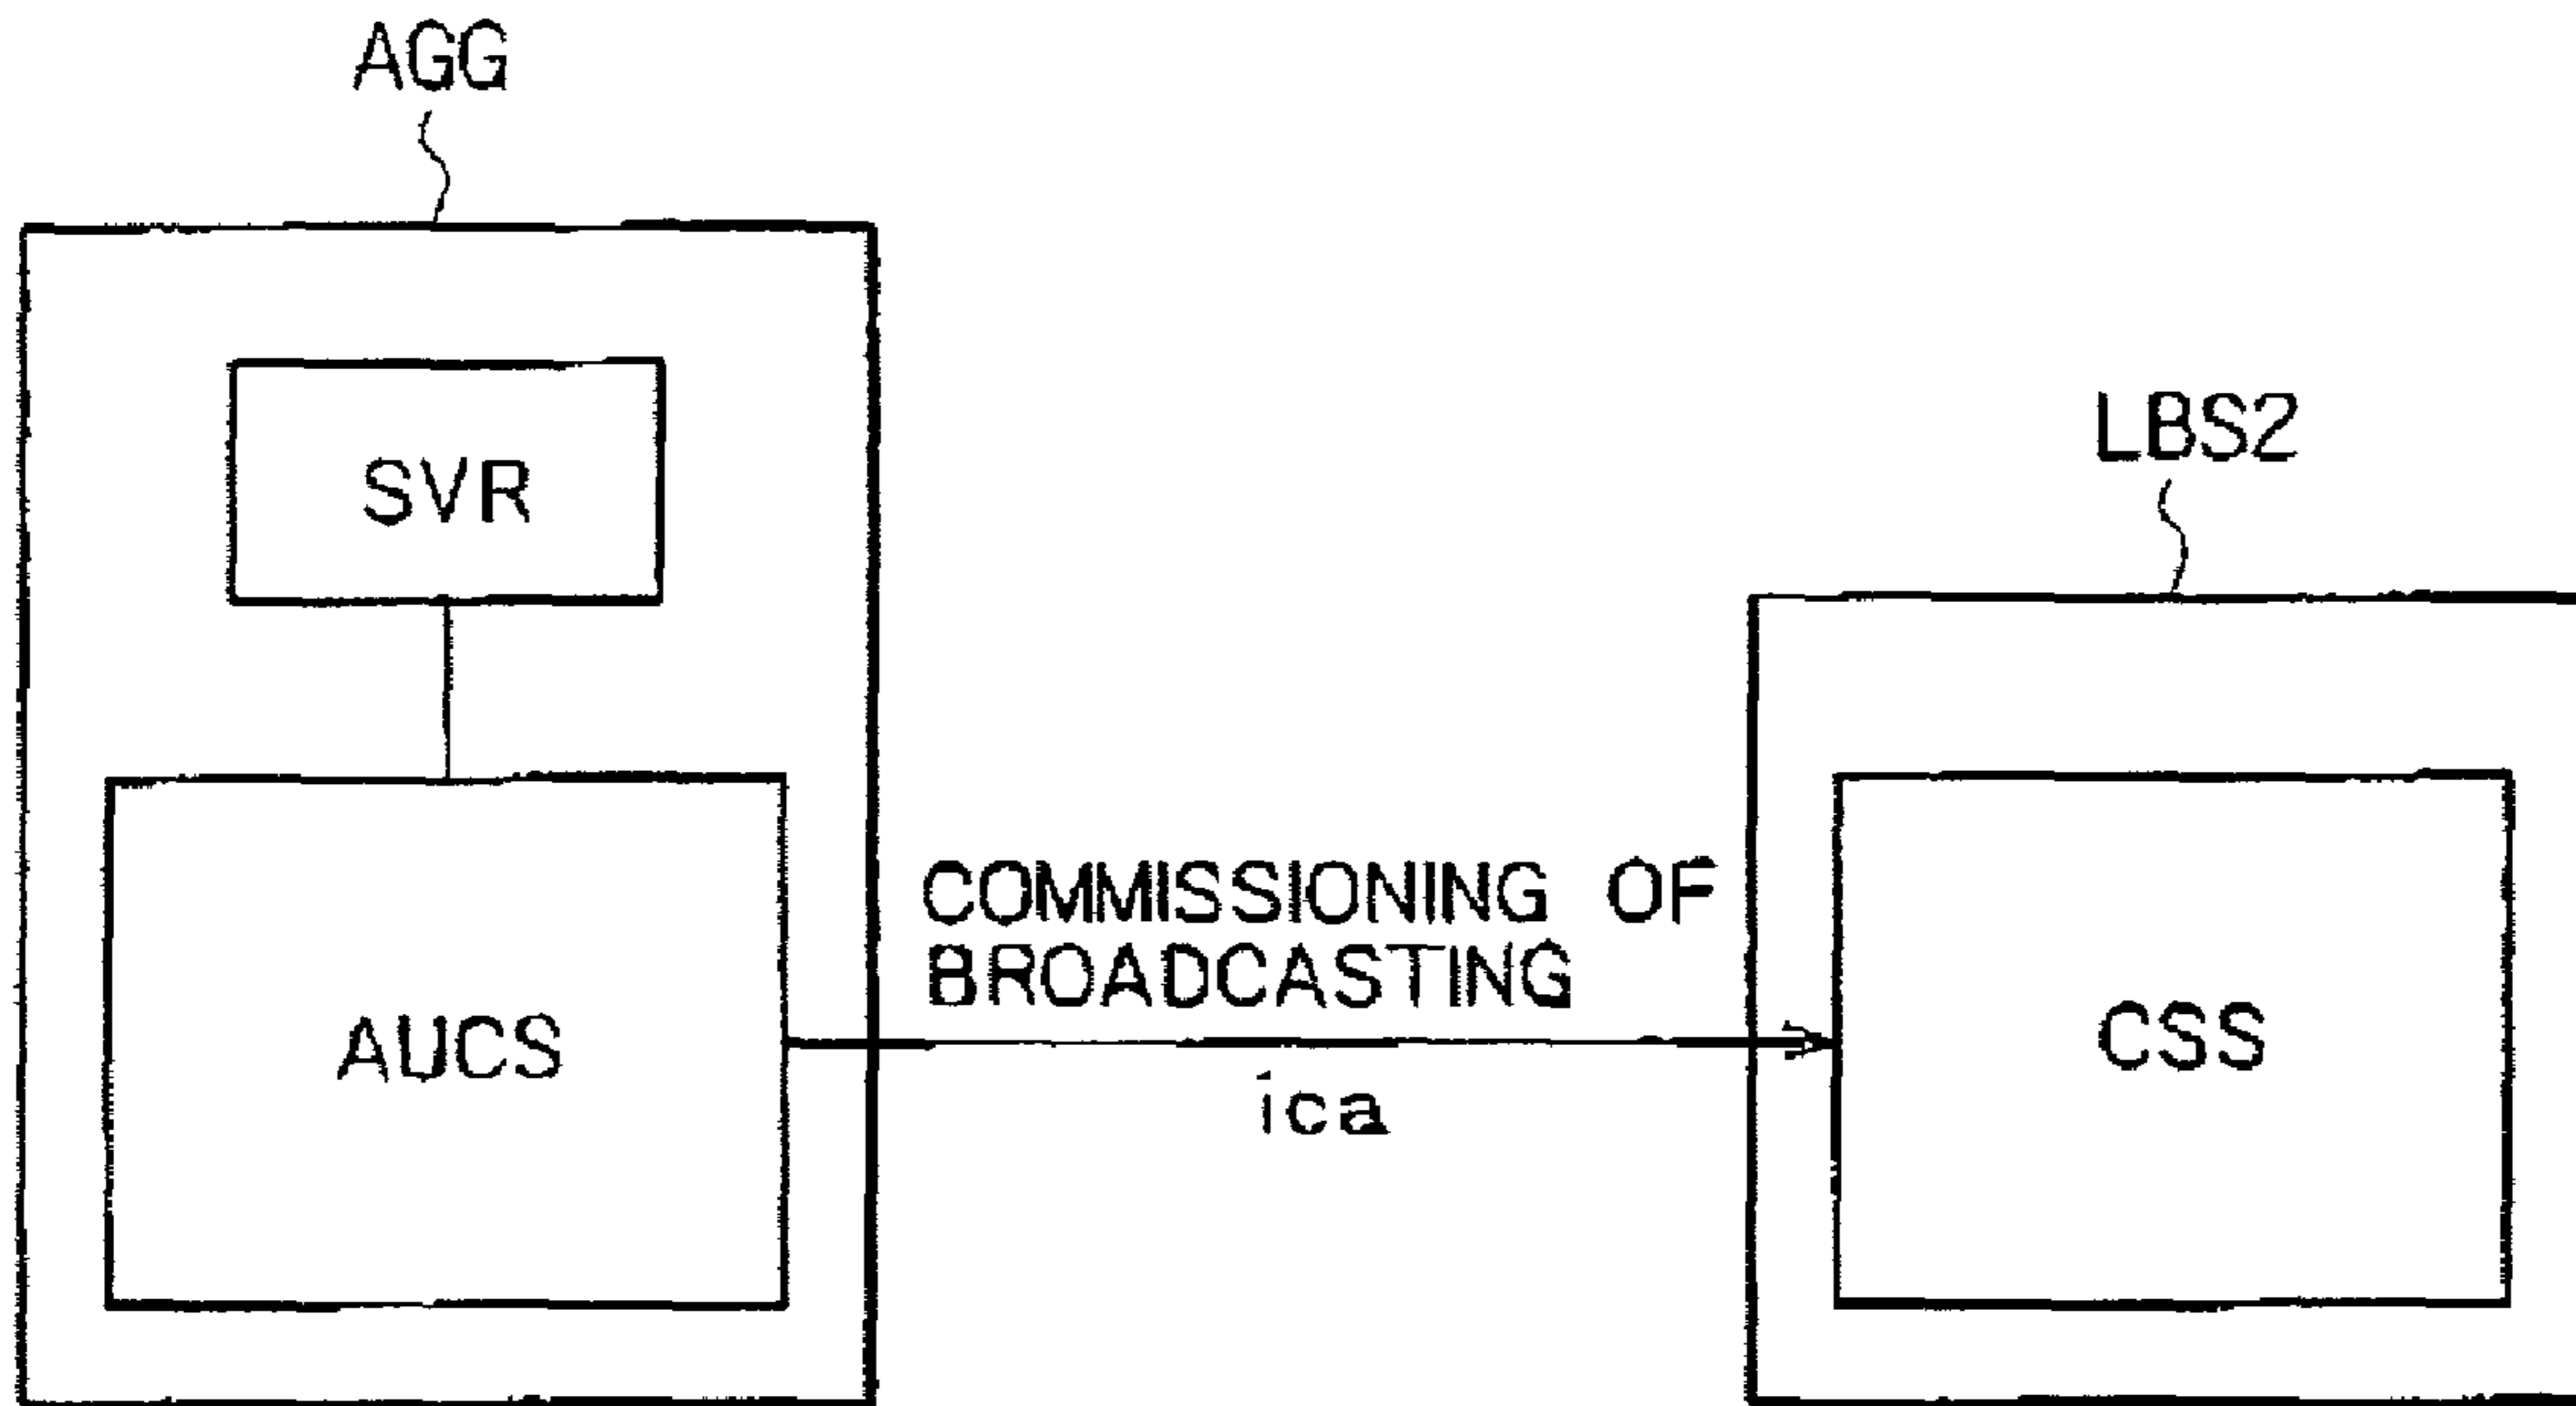 AGG
SVR
LBS2
AUCS
COMMISSIONING OF
BROADCASTING
ica
CSS